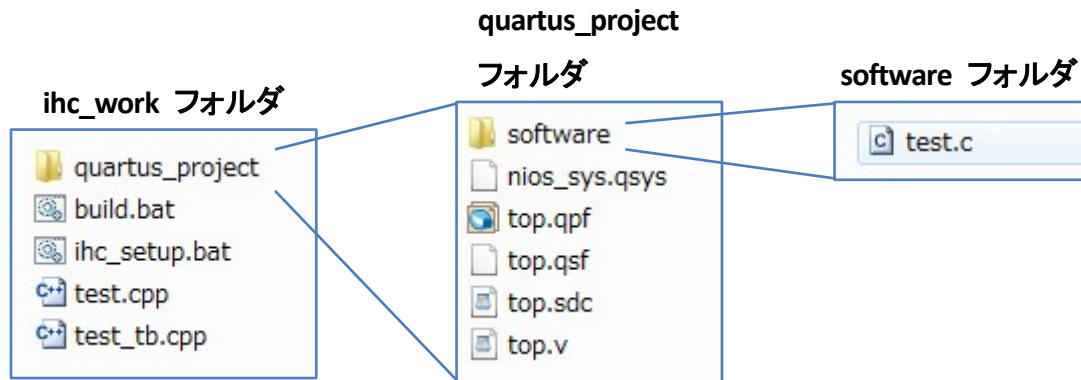 quartus_project
フォルダ
software フォルダ
ihc_work フォルダ
quartus_project
build.bat
ihc_setup.bat
test.cpp
test_tb.cpp
software
nios_sys.qsys
top.qpf
top.qsf
top.sdc
top.v
test.c